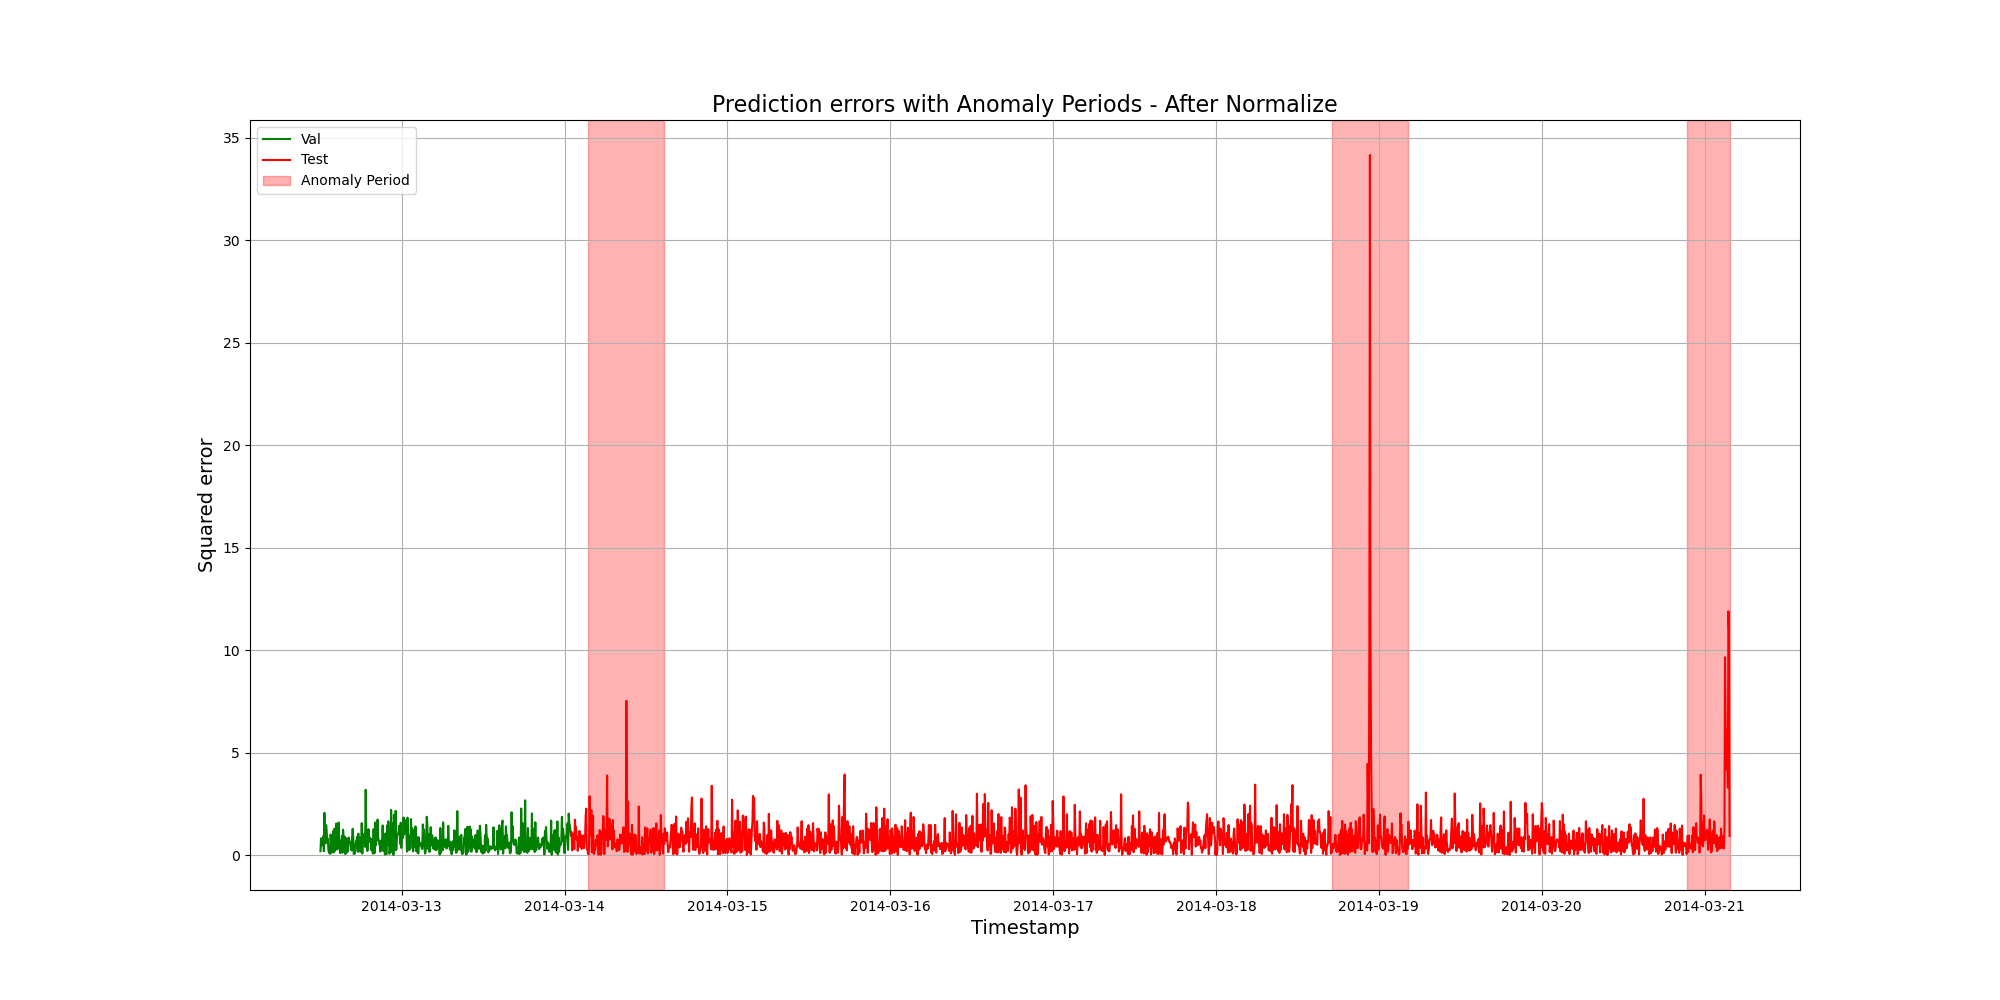 Prediction errors with Anomaly Periods - After Normalize
Val
Test
Anomaly Period
35
30
25
20
15
10
5
0
Squared error
2014-03-13 2014-03-14 2014-03-15 2014-03-16 2014-03-17 2014-03-18 2014-03-19 2014-03-20 2014-03-21
Timestamp